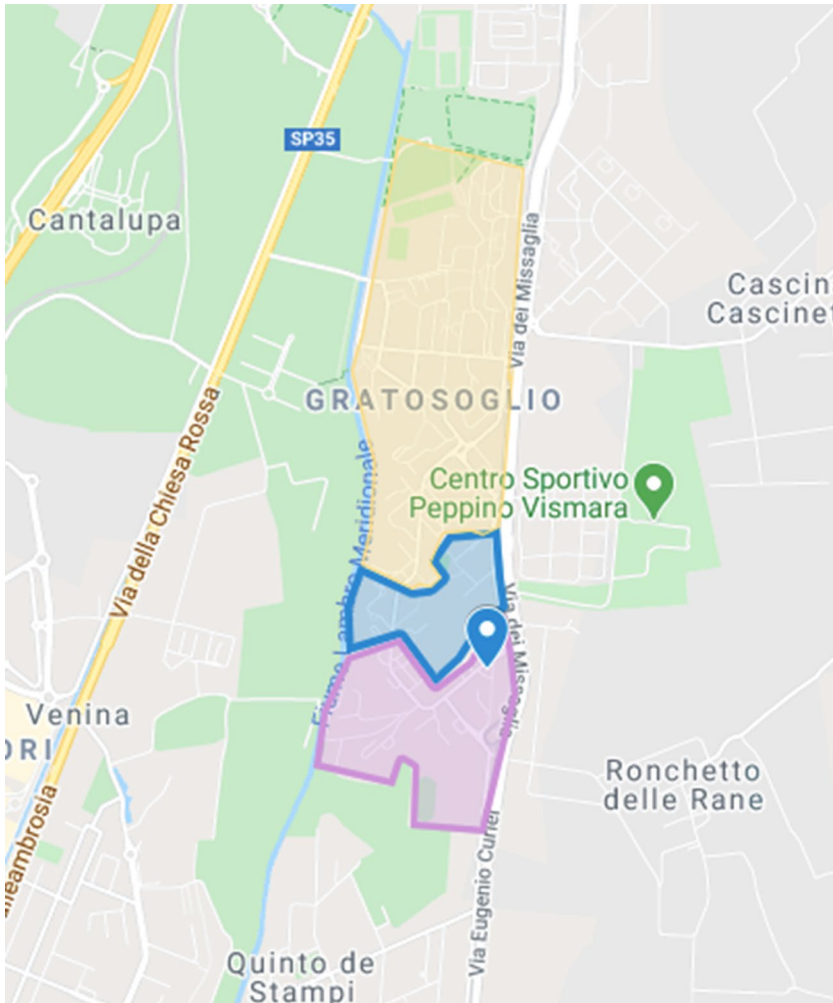 SP35
Cantalupa
Via dei Missaglia
Cascin
Cascinet
Via della Chiesa Rossa
GRATOSOGLIO
Fiume Lambro Meridionale
Centro Sportivo
Peppino Vismara
Via dei Missaglia
Venina
ORI
Ronchetto
delle Rane
Via Eugenio Curiel
Quinto de
Stampi